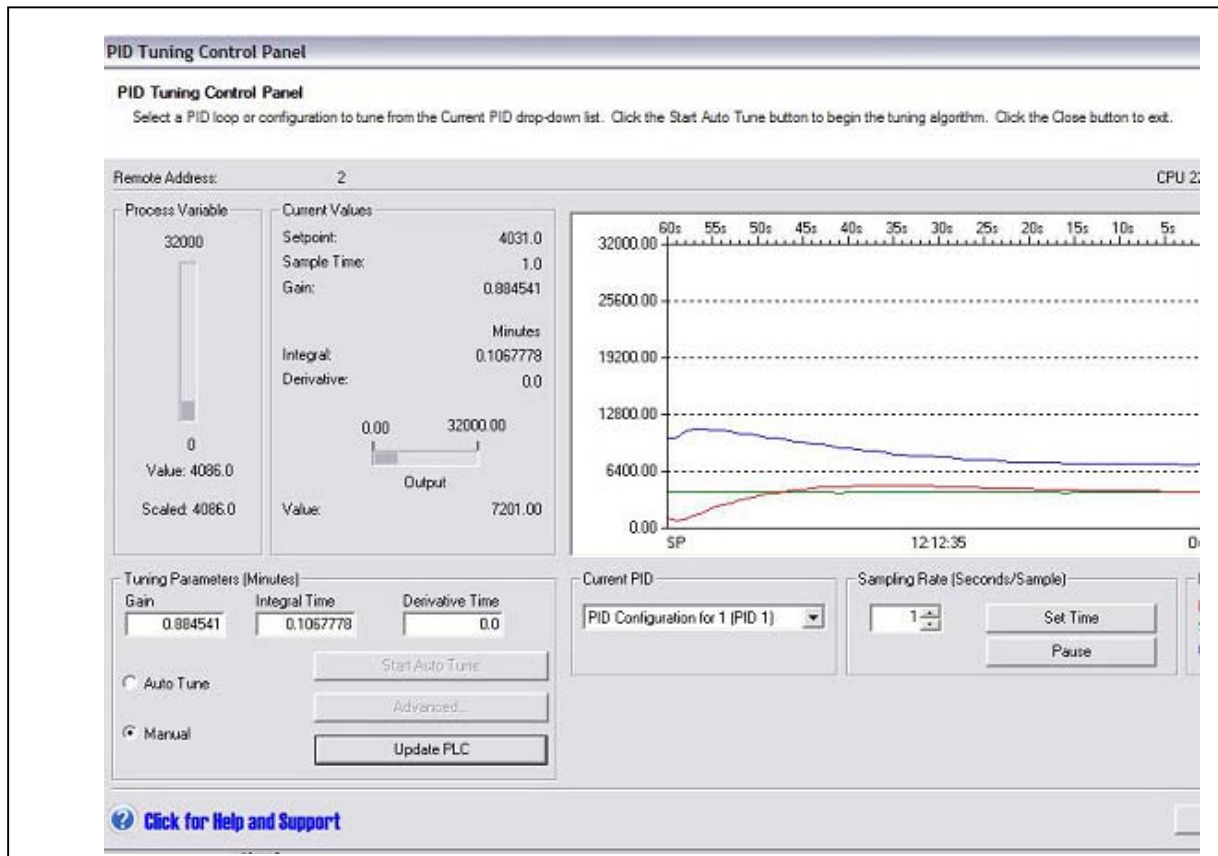 PID Tuning Control Panel
PID Tuning Control Panel
Select a PID loop or configuration to tune from the Current PID drop-down list. Click the Start Auto Tune button to begin the tuning algorithm. Click the Close button to exit.
Remote Address: 2 CPU 22
Process Variable
32000
0
Value: 4086.0
Scaled: 4086.0
Current Values
Setpoint: 4031.0
Sample Time: 1.0
Gain: 0.884541
Minutes
Integral: 0.1067778
Derivative: 0.0
0.00 32000.00
Output
Value: 7201.00
60s 55s 50s 45s 40s 35s 30s 25s 20s 15s 10s 5s
32000.00
25600.00
19200.00
12800.00
6400.00
0.00
SP 12:12:35
Tuning Parameters (Minutes)
Gain Integral Time Derivative Time
0.884541 0.1067778 0.0
Auto Tune
Manual
Start Auto Tune
Advanced...
Update PLC
Current PID
PID Configuration for 1 (PID 1)
Sampling Rate (Seconds/Sample)
1
Set Time
Pause
Click for Help and Support